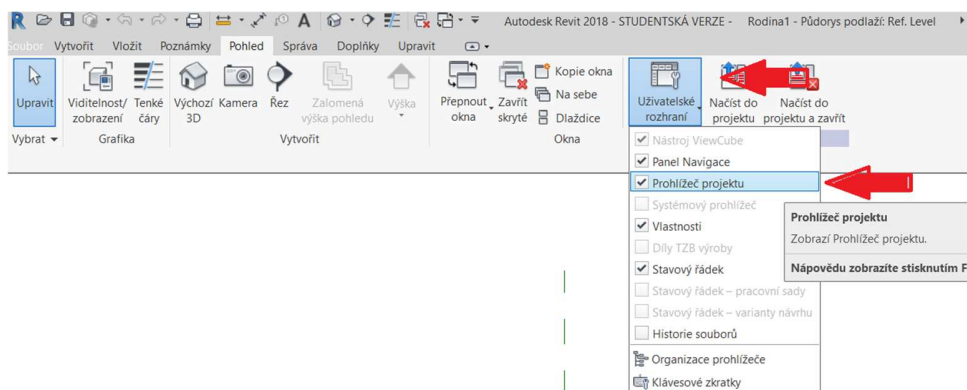 Autodesk Revit 2018 - STUDENTSKÁ VERZE - Rodina1 - Půdorys podlaží: Ref. Level
Soubor Vytvořit Vložit Poznámky Pohled Správa Doplňky Upravit
Upravit
Viditelnost/ zobrazení
Tenké čáry
Výchozí 3D
Kamera
Řez
Zalomená výška pohledu
Výška
Přepnout okna
Zavřít skryté
Kopie okna
Na sebe
Dlaždice
Uživatelské rozhraní
Načíst do projektu
Načíst do projektu a zavřít
Vybrat
Grafika
Vytvořit
Okna
Nástroj ViewCube
Panel Navigace
Prohlížeč projektu
Systémový prohlížeč
Vlastnosti
Díly TZB výroby
Stavový řádek
Stavový řádek – pracovní sady
Stavový řádek – varianty návrhu
Historie souborů
Organizace prohlížeče
Klávesové zkratky
Prohlížeč projektu
Zobrazí Prohlížeč projektu.
Nápovědu zobrazíte stisknutím F